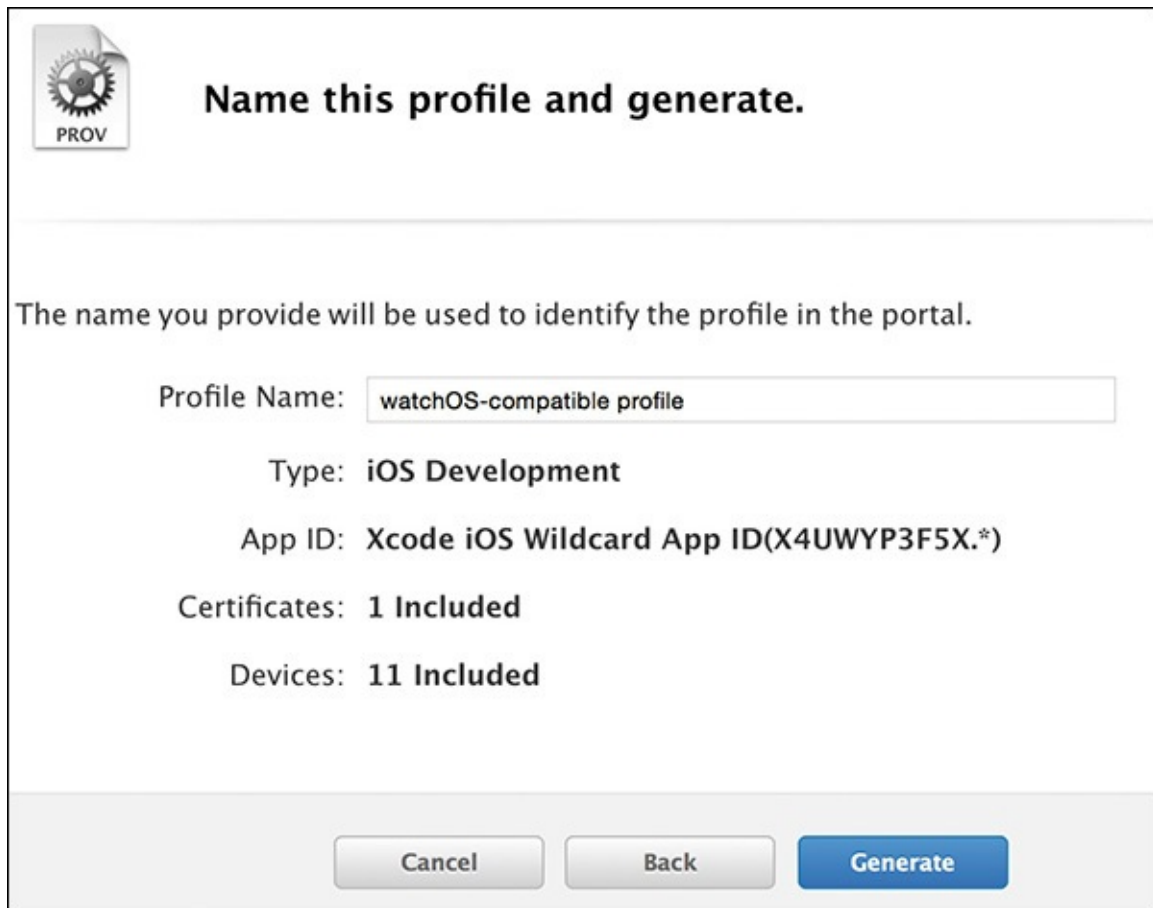 PROV
Name this profile and generate.
The name you provide will be used to identify the profile in the portal.
Profile Name: watchOS-compatible profile
Type: iOS Development
App ID: Xcode iOS Wildcard App ID(X4UWYP3F5X.*)
Certificates: 1 Included
Devices: 11 Included
Cancel Back Generate